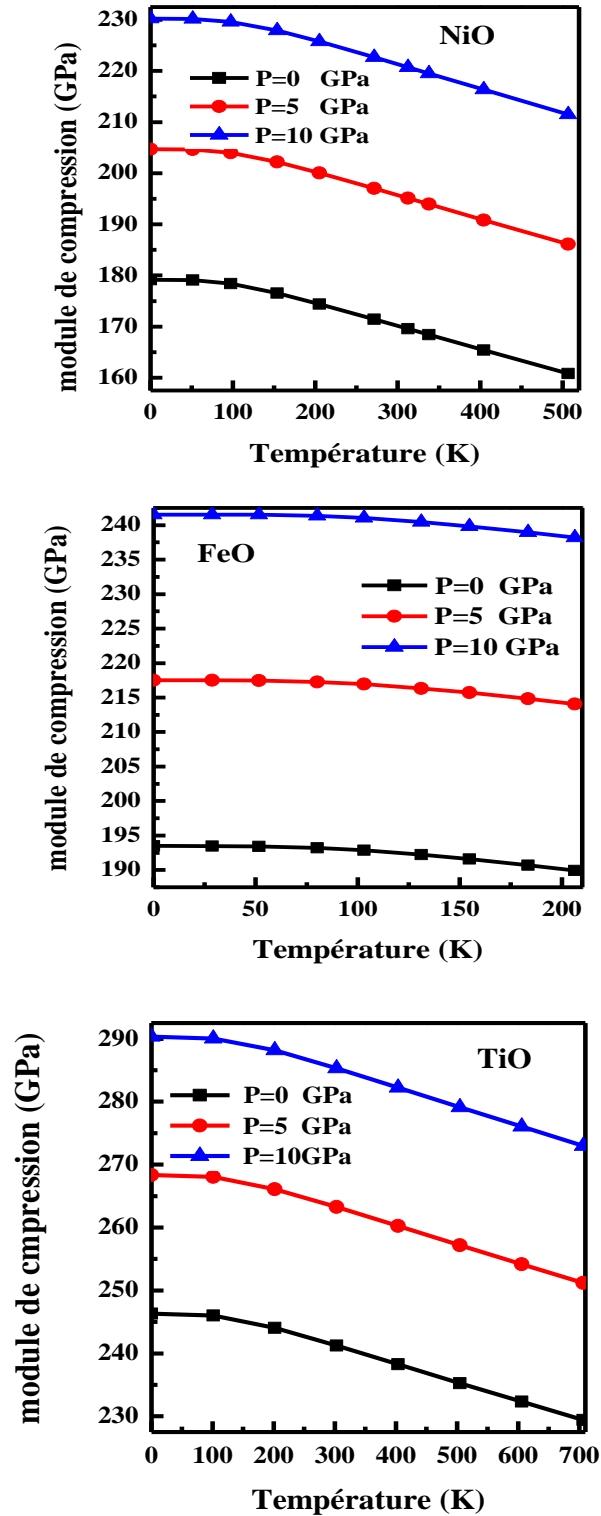 230
NiO
220
P=0 GPa
P=5 GPa
210
P=10 GPa
200
190
180
170
160
module de compression (GPa)
0 100 200 300 400 500
Température (K)
240
FeO
235
P=0 GPa
230
P=5 GPa
225
P=10 GPa
220
215
210
205
200
195
190
module de compression (GPa)
0 50 100 150 200
Température (K)
290
TiO
280
P=0 GPa
P=5 GPa
270
P=10GPa
260
250
240
230
module de cmpression (GPa)
0 100 200 300 400 500 600 700
Température (K)